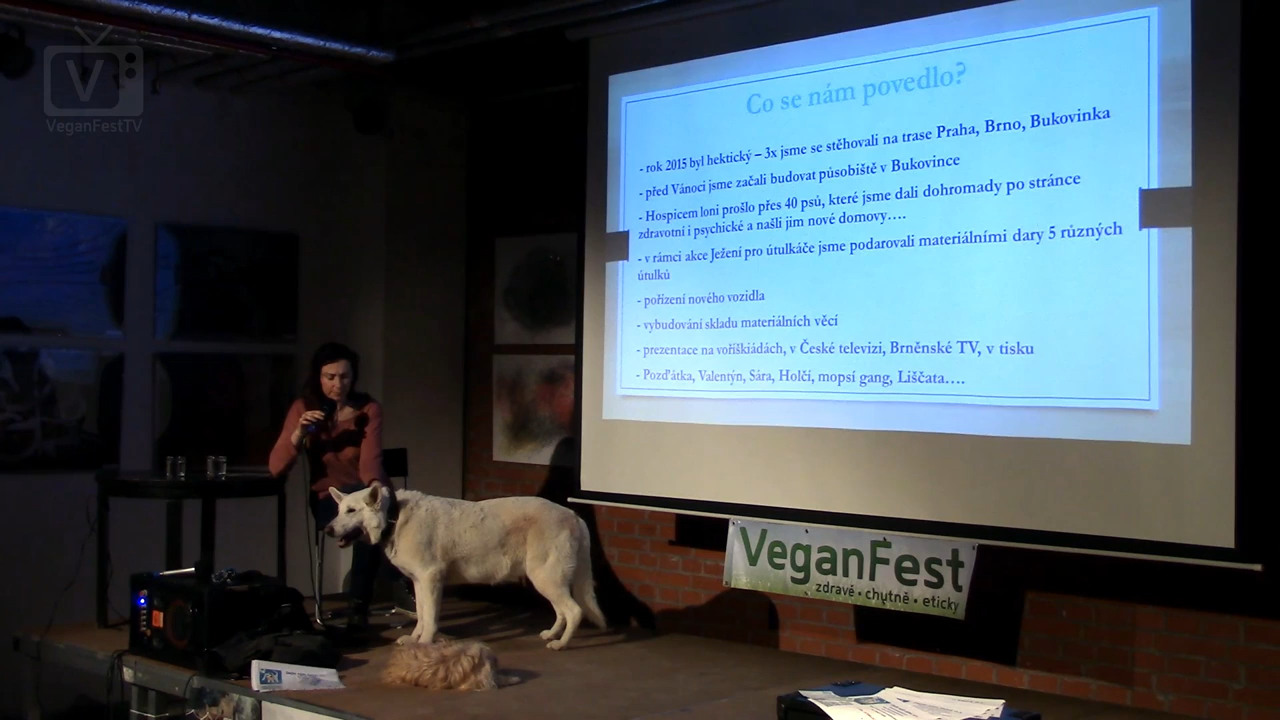 V
VeganFestTV
Co se nám povedlo?
- rok 2015 byl hektický – 3x jsme se stěhovali na trase Praha, Brno, Bukovinka
- před Vánoci jsme začali budovat působiště v Bukovince
- Hospicem loni prošlo přes 40 psů, které jsme dali dohromady po stránce
zdravotní i psychické a našli jim nové domovy….
- v rámci akce Ježení pro útulkáče jsme podarovali materiálními dary 5 různých
útulků
- pořízení nového vozidla
- vybudování skladu materiálních věcí
- prezentace na voříškiádách, v České televizi, Brněnské TV, v tisku
- Pozďátka, Valentýn, Sára, Holčí, mopsí gang, Liščata….
VeganFest
zdravě • chutně • eticky